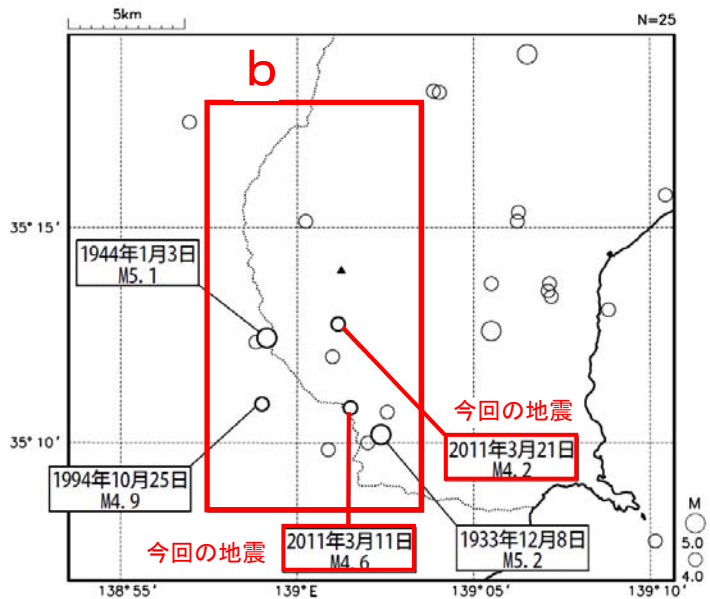 5km
N=25
b
35°15′
1944年1月3日
M5.1
今回の地震
35°10′
2011年3月21日
M4.2
1994年10月25日
M4.9
今回の地震
2011年3月11日
M4.6
1933年12月8日
M5.2
M
5.0
4.0
138°55′
139°E
139°05′
139°10′